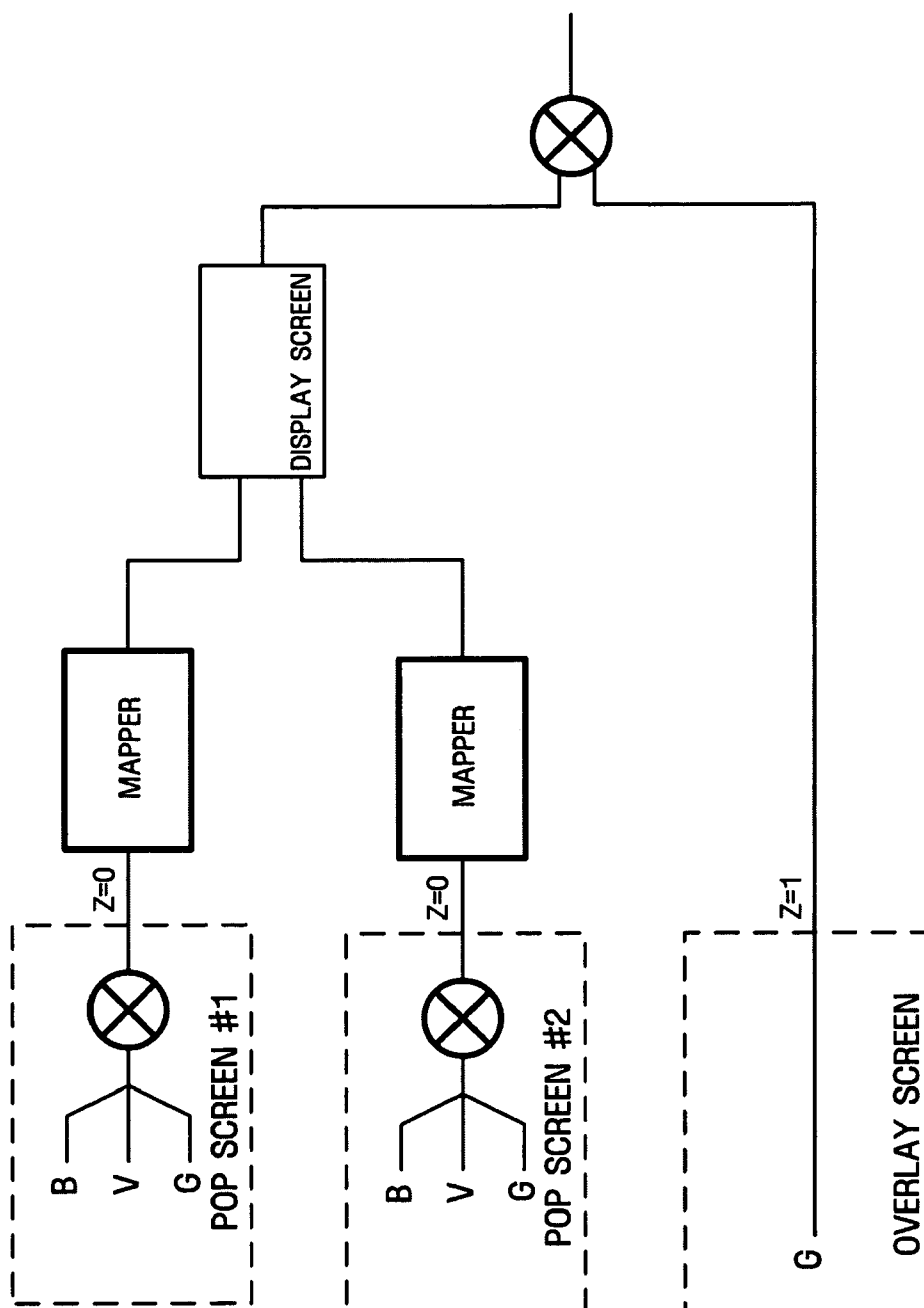 B
V
G
POP SCREEN #1
Z=0
MAPPER
B
V
G
POP SCREEN #2
Z=0
MAPPER
DISPLAY SCREEN
G
OVERLAY SCREEN
Z=1